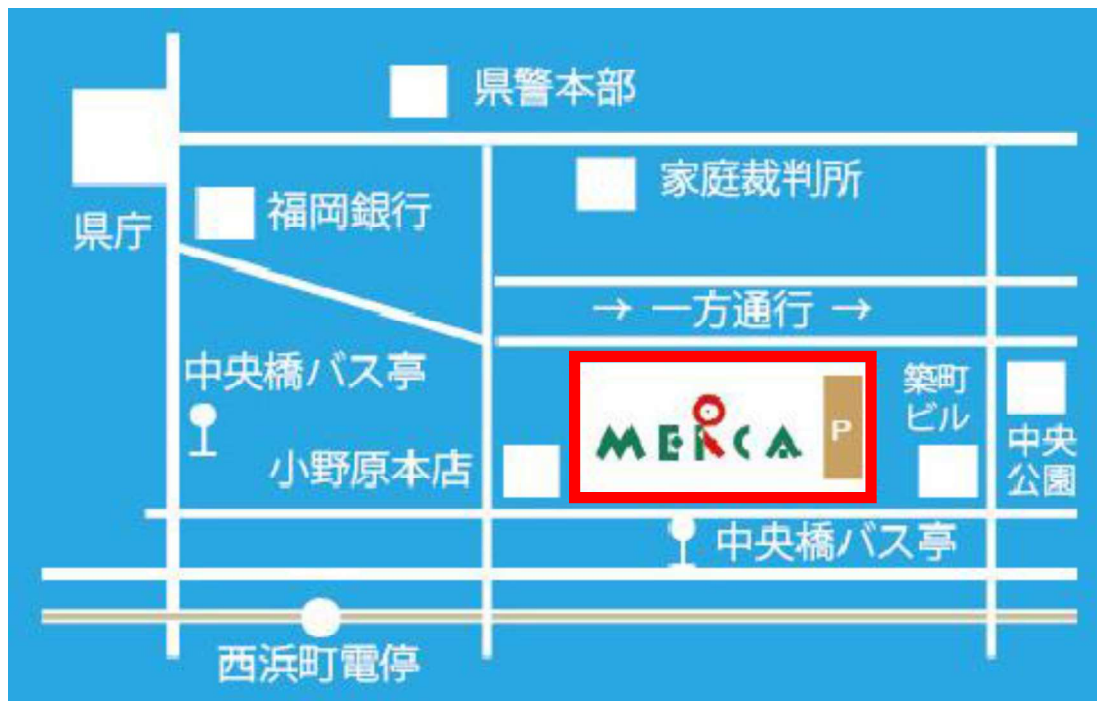 県警本部
家庭裁判所
福岡銀行
県庁
→ 一方通行 →
中央橋バス亭
築町
ビル
MERCA
P
中央
公園
小野原本店
中央橋バス亭
西浜町電停